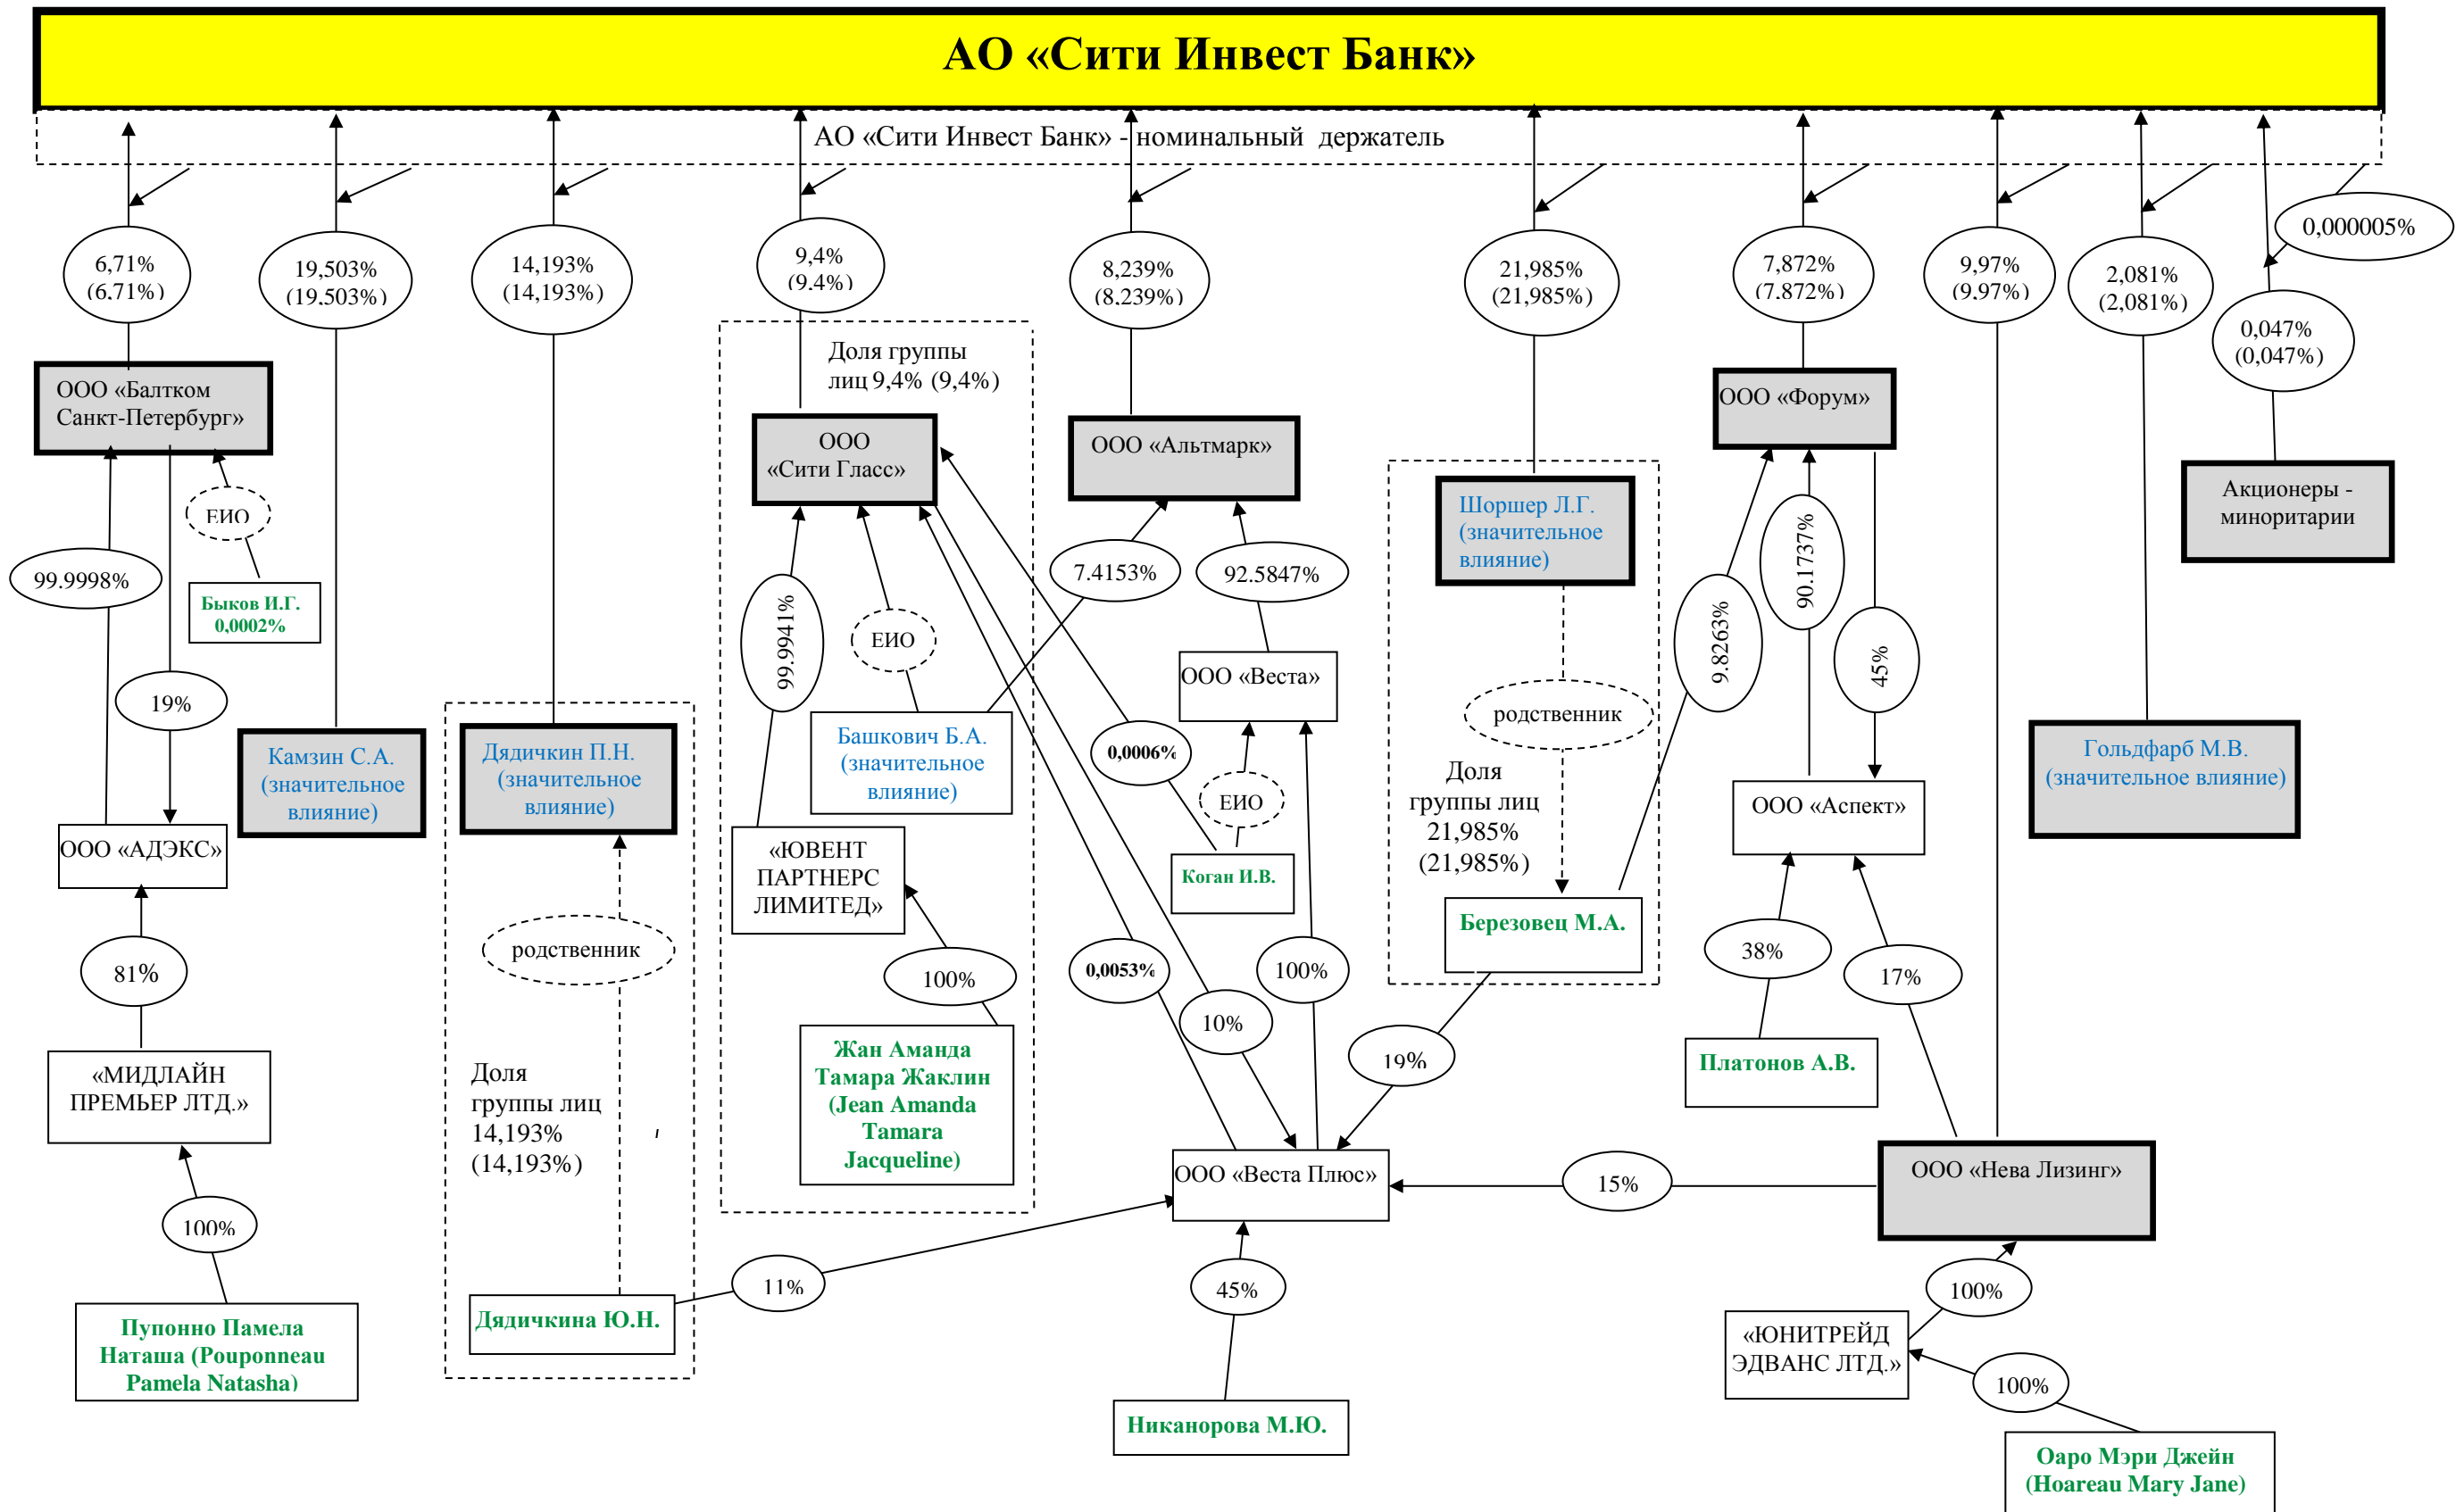 АО «Сити Инвест Банк»
АО «Сити Инвест Банк» - номинальный держатель
6,71%
(6,71%)
19,503%
(19,503%)
14,193%
(14,193%)
9,4%
(9,4%)
8,239%
(8,239%)
21,985%
(21,985%)
7,872%
(7,872%)
9,97%
(9,97%)
2,081%
(2,081%)
0,000005%
0,047%
(0,047%)
ООО «Балтком
Санкт-Петербург»
Доля группы
лиц 9,4% (9,4%)
ООО
«Сити Гласс»
ООО «Альтмарк»
Шоршер Л.Г.
(значительное
влияние)
ООО «Форум»
Акционеры -
миноритарии
ЕИО
99.9998%
Быков И.Г.
0,0002%
19%
99.9941%
ЕИО
7.4153%
92.5847%
9.8263%
90.1737%
45%
ООО «Веста»
родственник
Камзин С.А.
(значительное
влияние)
Дядичкин П.Н.
(значительное
влияние)
Башкович Б.А.
(значительное
влияние)
0,0006%
ЕИО
Доля
группы лиц
21,985%
(21,985%)
ООО «Аспект»
Гольдфарб М.В.
(значительное влияние)
ООО «АДЭКС»
«ЮВЕНТ
ПАРТНЕРС
ЛИМИТЕД»
Коган И.В.
Березовец М.А.
81%
родственник
100%
0,0053%
10%
100%
19%
38%
17%
«МИДЛАЙН
ПРЕМЬЕР ЛТД.»
Доля
группы лиц
14,193%
(14,193%)
Жан Аманда
Тамара Жаклин
(Jean Amanda
Tamara
Jacqueline)
Платонов А.В.
ООО «Веста Плюс»
15%
ООО «Нева Лизинг»
100%
11%
45%
100%
Пупонно Памела
Наташа (Pouponneau
Pamela Natasha)
Дядичкина Ю.Н.
«ЮНИТРЕЙД
ЭДВАНС ЛТД.»
100%
Никанорова М.Ю.
Оаро Мэри Джейн
(Hoareau Mary Jane)